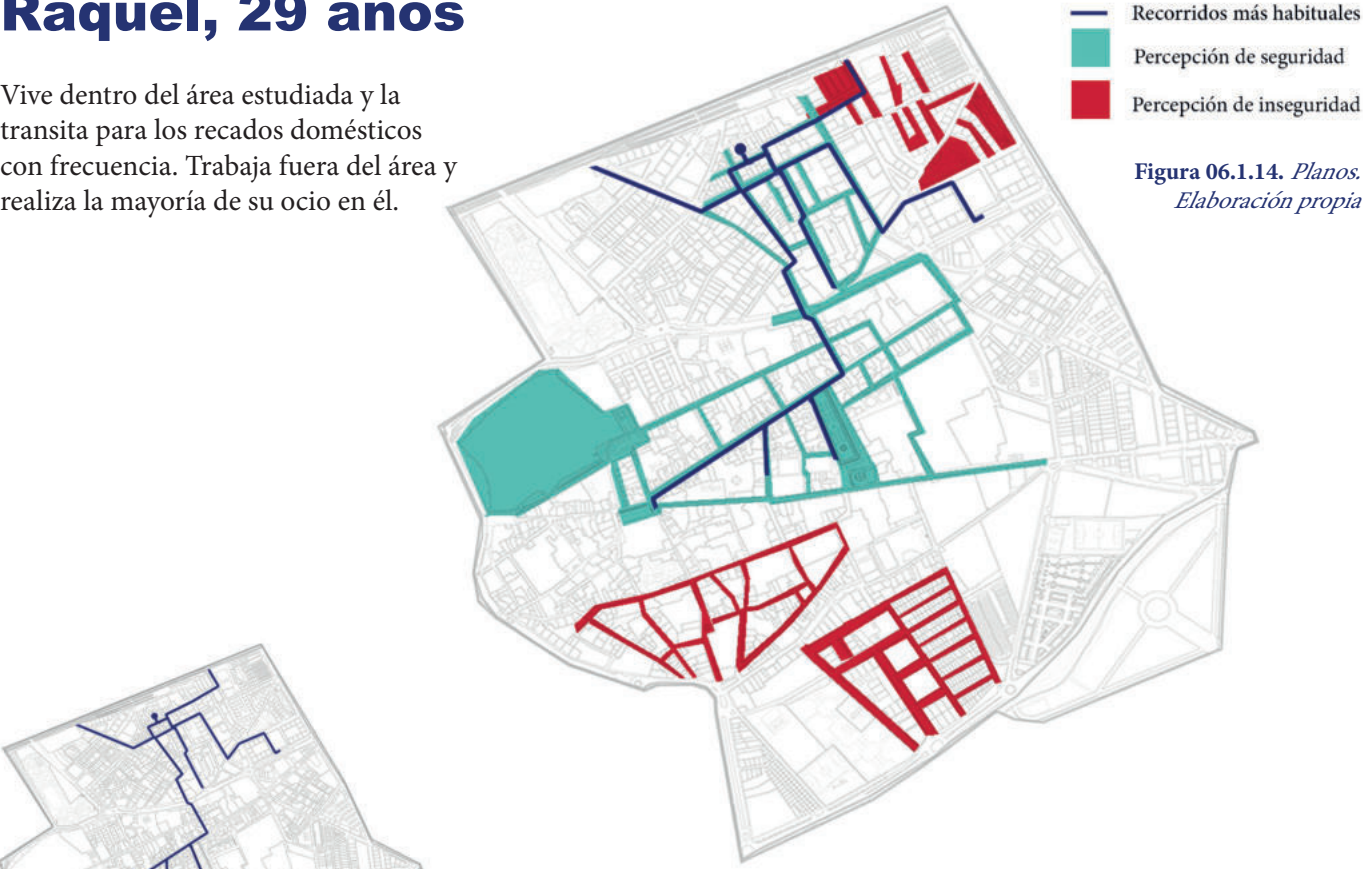 Raquel, 29 años
Vive dentro del área estudiada y la
transita para los recados domésticos
con frecuencia. Trabaja fuera del área y
realiza la mayoría de su ocio en él.
Recorridos más habituales
Percepción de seguridad
Percepción de inseguridad
Figura 06.1.14. Planos.
Elaboración propia